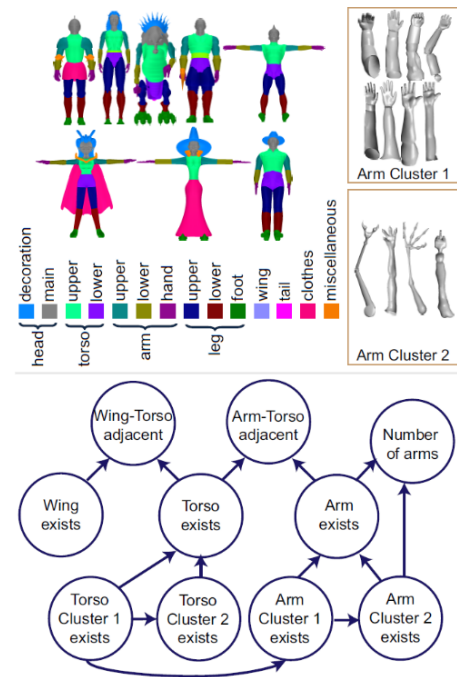 Arm Cluster 1
Arm Cluster 2
decoration
main
upper
lower
upper
lower
hand
upper
lower
foot
wing
tail
clothes
miscellaneous
head
torso
arm
leg
Wing-Torso
adjacent
Arm-Torso
adjacent
Number
of arms
Wing
exists
Torso
exists
Arm
exists
Torso
Cluster 1
exists
Torso
Cluster 2
exists
Arm
Cluster 1
exists
Arm
Cluster 2
exists